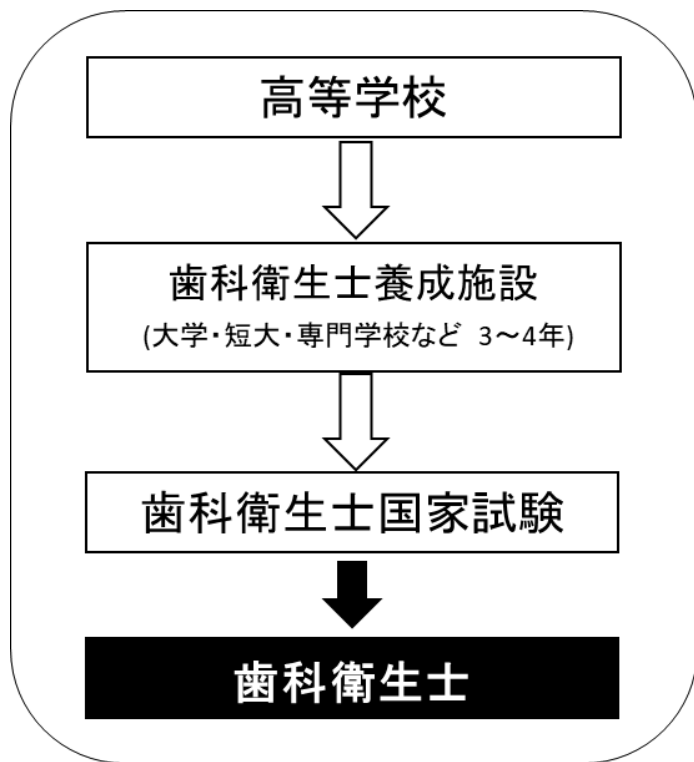 高等学校
歯科衛生士養成施設
(大学・短大・専門学校など 3～4年)
歯科衛生士国家試験
歯科衛生士